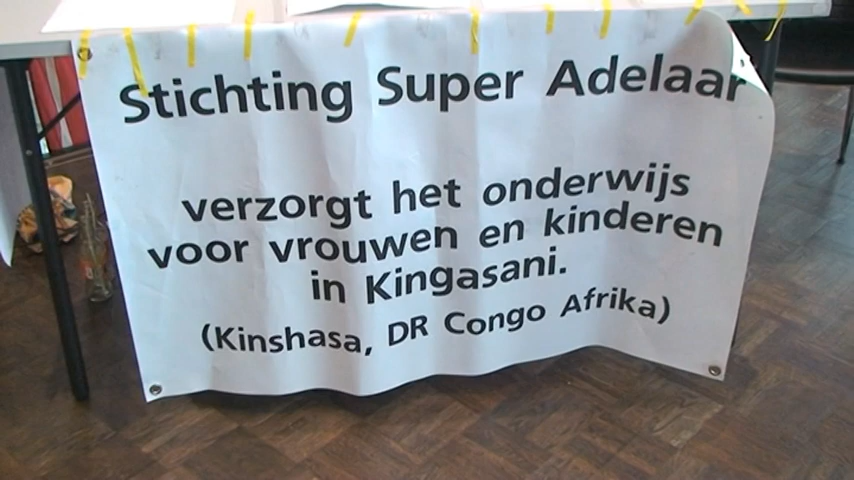 Stichting Super Adelaar
verzorgt het onderwijs
voor vrouwen en kinderen
in Kingasani.
(Kinshasa, DR Congo Afrika)